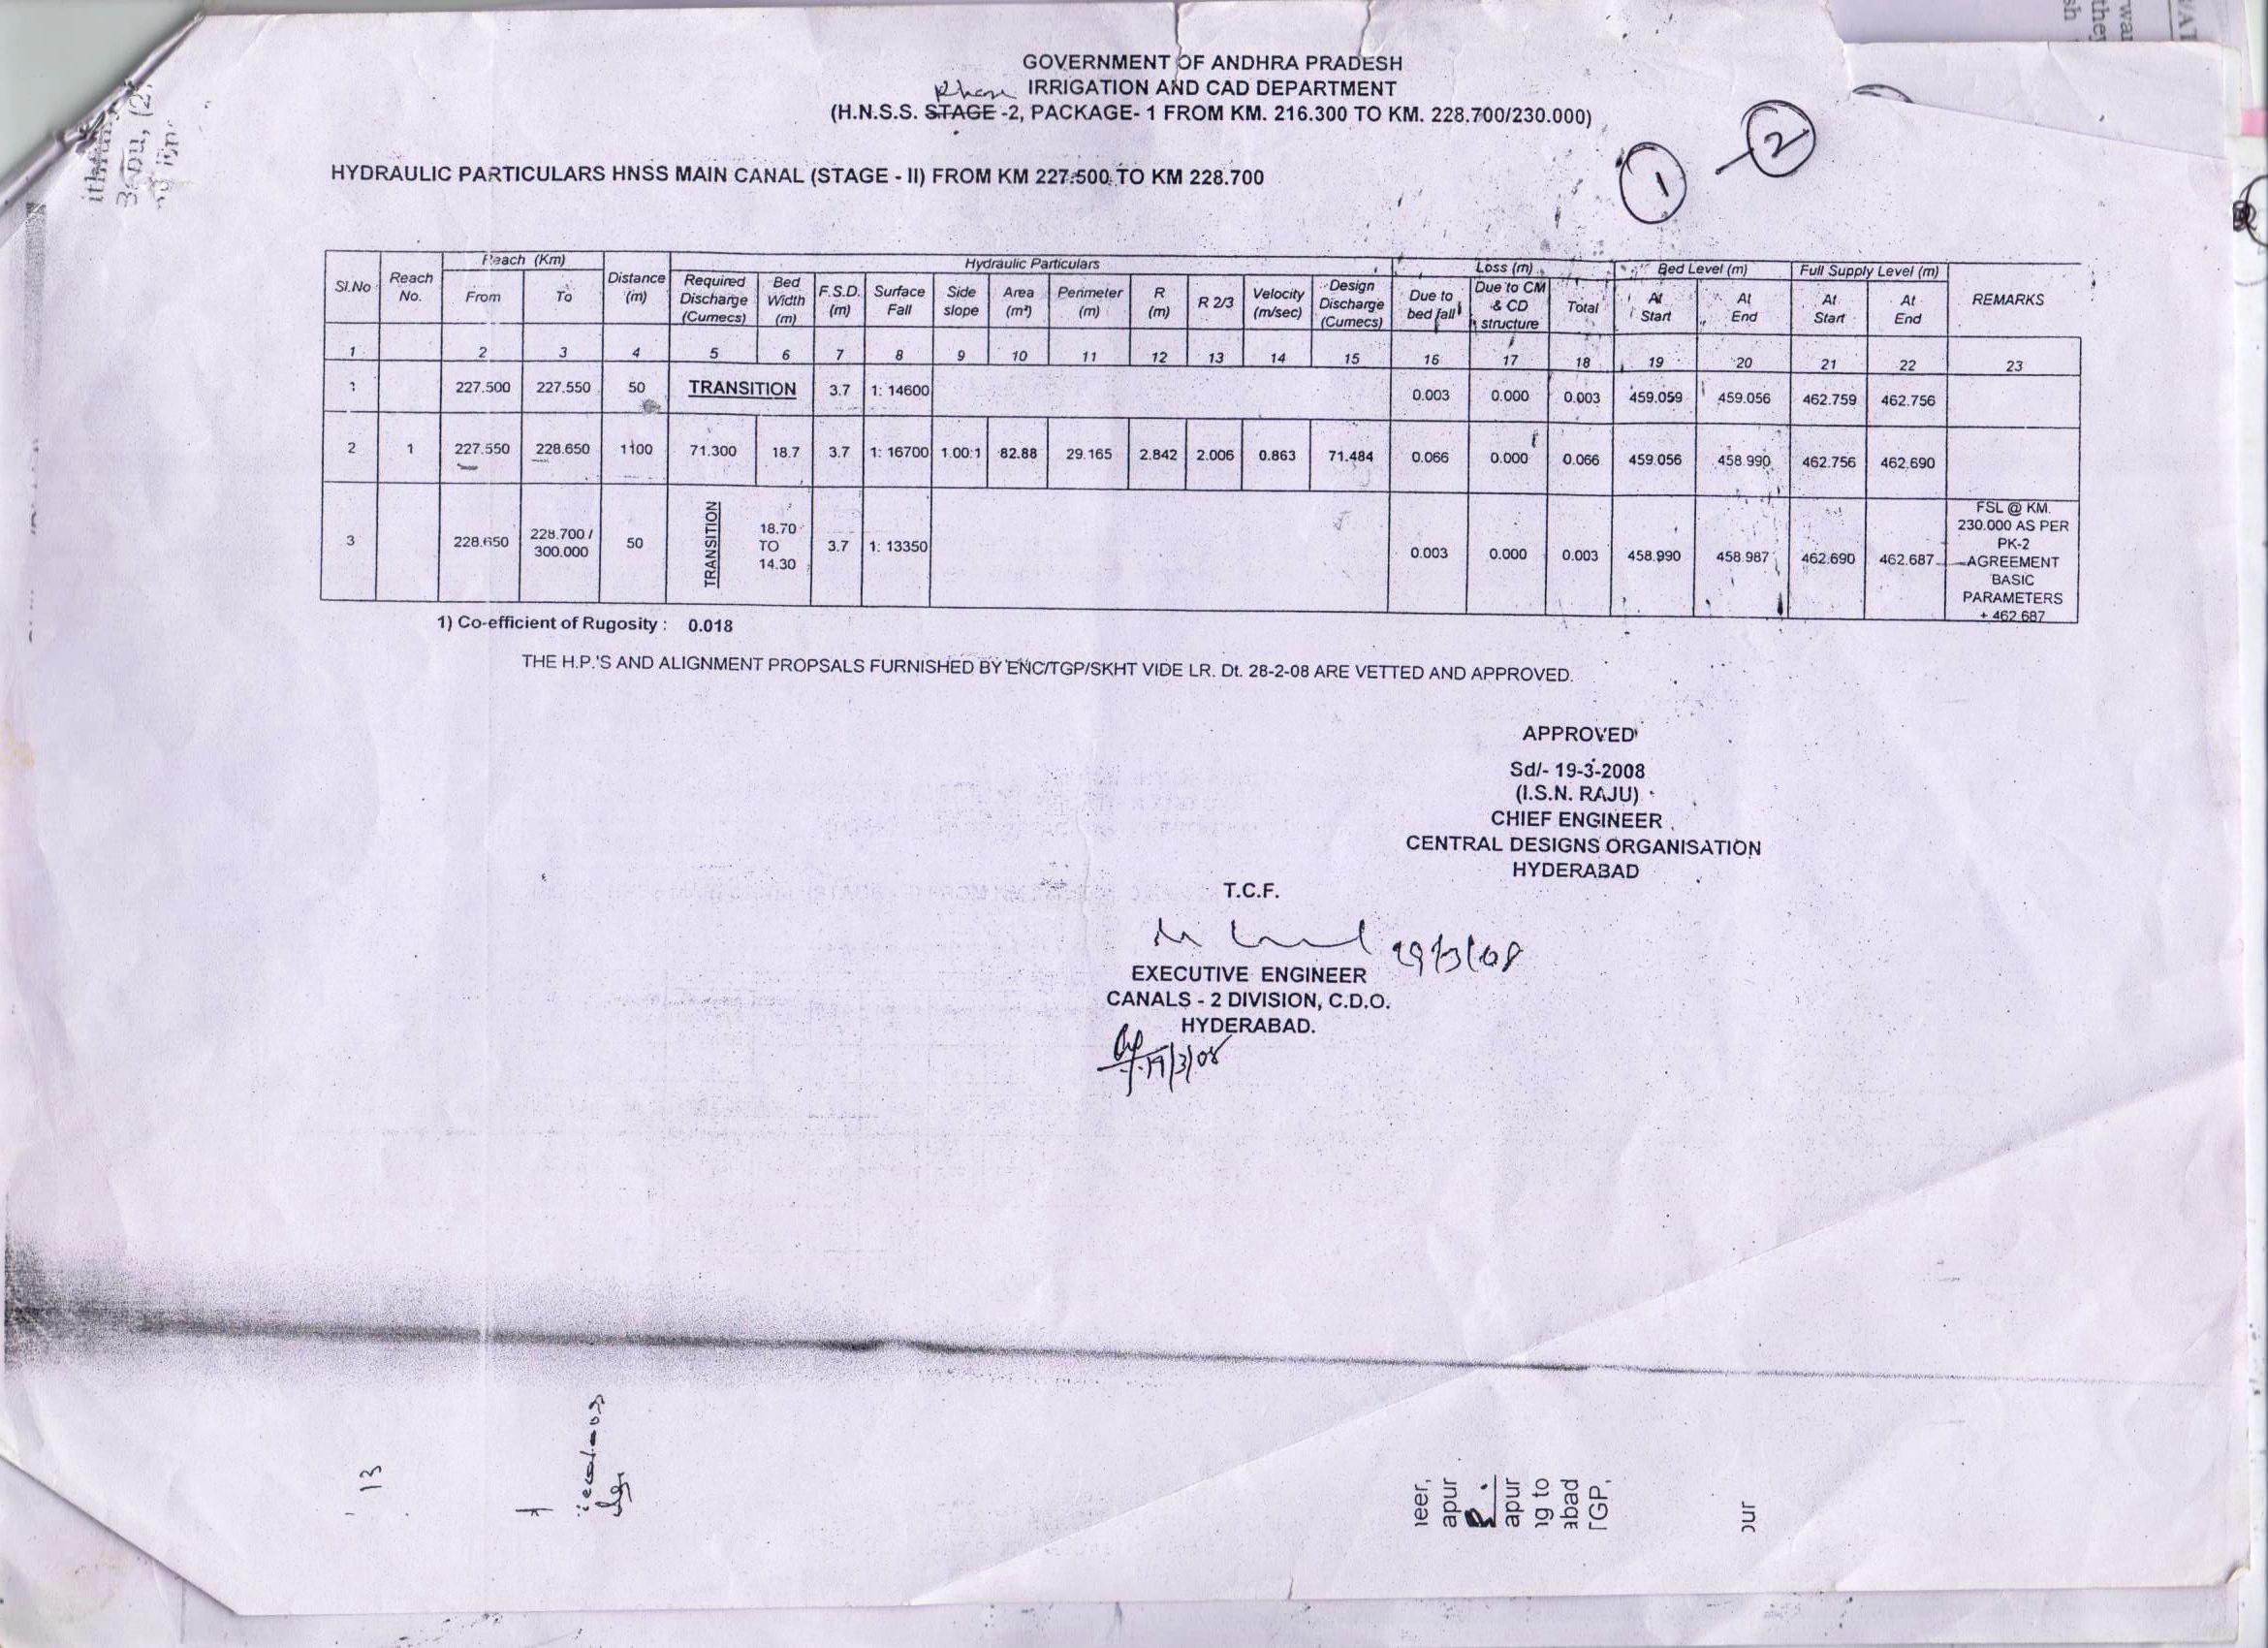 GOVERNMENT OF ANDHRA PRADESH
IRRIGATION AND CAD DEPARTMENT
Phase
(H.N.S.S. STAGE -2, PACKAGE- 1 FROM KM. 216.300 TO KM. 228.700/230.000)
1 - 2
HYDRAULIC PARTICULARS HNSS MAIN CANAL (STAGE - II) FROM KM 227.500 TO KM 228.700
Sl.No Reach No. Reach (Km) From To Distance (m) Hydraulic Particulars Required Discharge (Cumecs) Bed Width (m) F.S.D. (m) Surface Fall Side slope Area (m²) Perimeter (m) R (m) R 2/3 Velocity (m/sec) Design Discharge (Cumecs) Loss (m) Due to bed fall Due to CM & CD structure Total Bed Level (m) At Start At End Full Supply Level (m) At Start At End REMARKS
1 2 3 4 5 6 7 8 9 10 11 12 13 14 15 16 17 18 19 20 21 22 23
1 227.500 227.550 50 TRANSITION 3.7 1: 14600 0.003 0.000 0.003 459.059 459.056 462.759 462.756
2 1 227.550 228.650 1100 71.300 18.7 3.7 1: 16700 1.00:1 82.88 29.165 2.842 2.006 0.863 71.484 0.066 0.000 0.066 459.056 458.990 462.756 462.690
3 228.650 228.700 / 300.000 50 TRANSITION 18.70 TO 14.30 3.7 1: 13350 0.003 0.000 0.003 458.990 458.987 462.690 462.687 FSL @ KM. 230.000 AS PER PK-2 AGREEMENT BASIC PARAMETERS + 462.687
1) Co-efficient of Rugosity : 0.018
THE H.P.'S AND ALIGNMENT PROPSALS FURNISHED BY ENC/TGP/SKHT VIDE LR. Dt. 28-2-08 ARE VETTED AND APPROVED.
APPROVED
Sd/- 19-3-2008
(I.S.N. RAJU)
CHIEF ENGINEER
CENTRAL DESIGNS ORGANISATION
HYDERABAD
T.C.F.
19/3/08
EXECUTIVE ENGINEER
CANALS - 2 DIVISION, C.D.O.
HYDERABAD.
19/3/08
13
ieer,
apur
apur
ng to
abad
TGP,
our